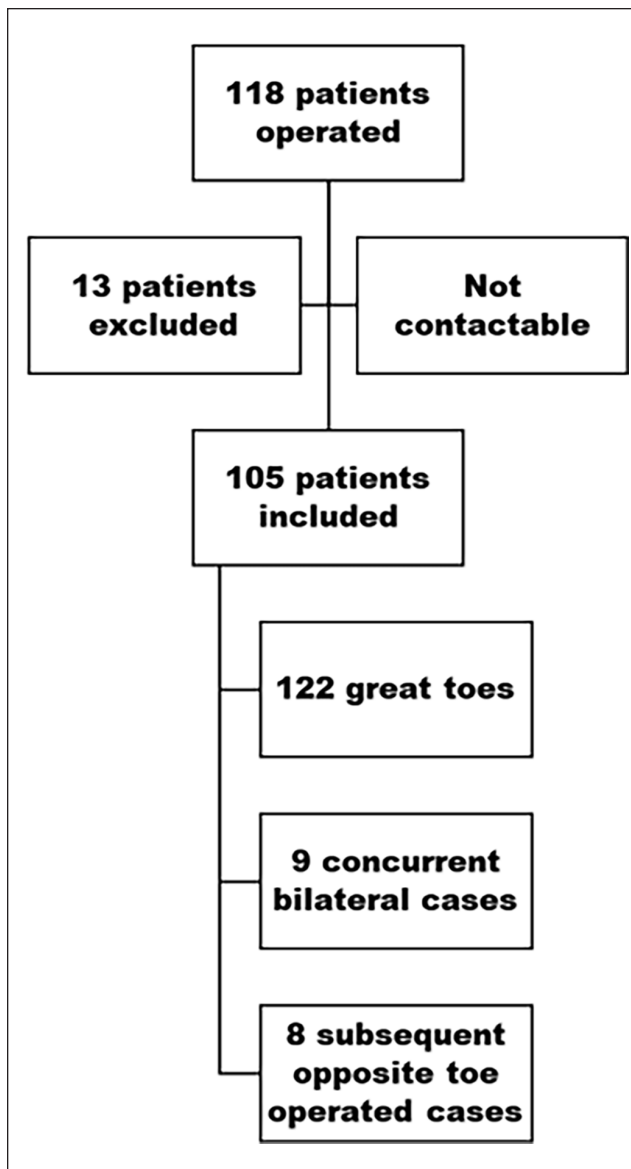 118 patients
operated
13 patients
excluded
Not
contactable
105 patients
included
122 great toes
9 concurrent
bilateral cases
8 subsequent
opposite toe
operated cases